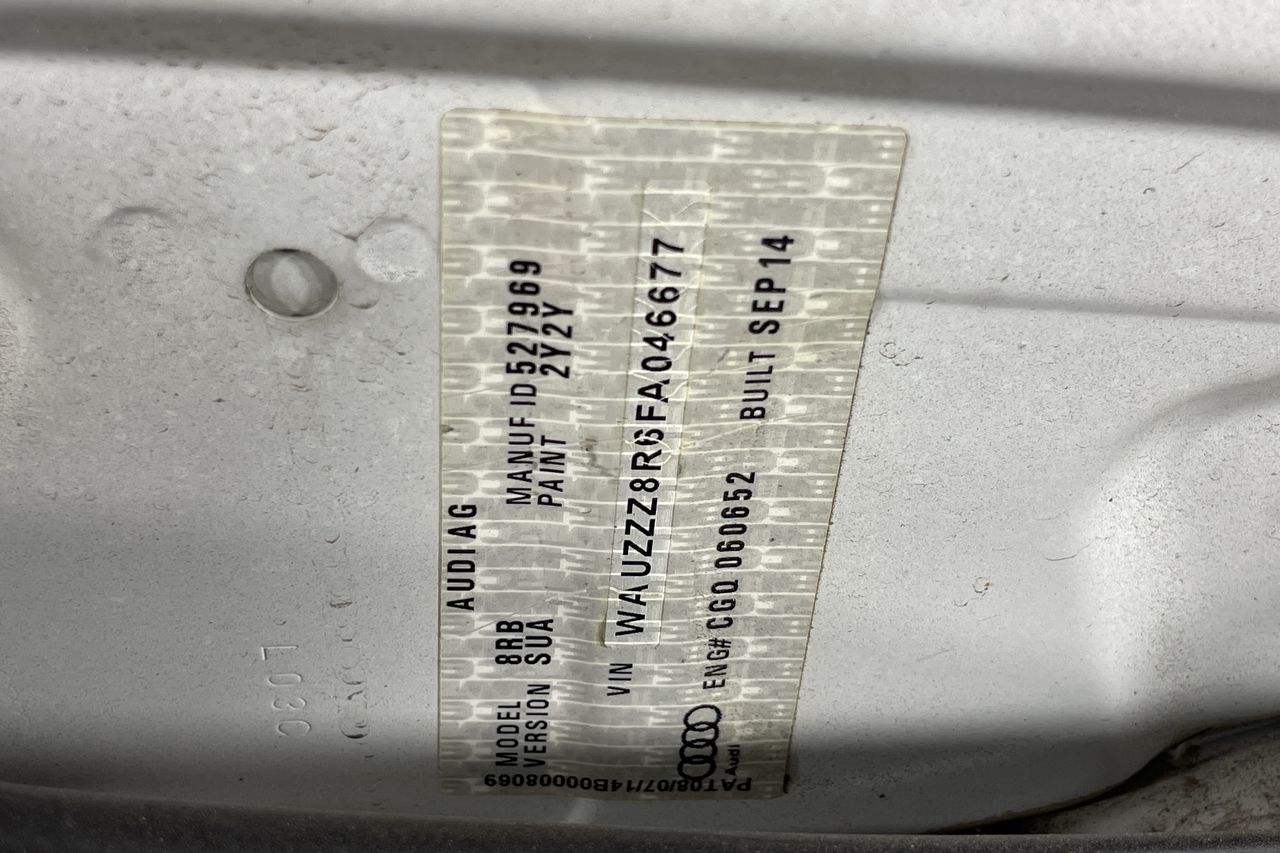 AUDI AG
MODEL 8RB MANUF ID 527969
VERSION SUA PAINT 2Y2Y
VIN WAUZZZ8R6FA046677
Audi ENG# CGQ 060652 BUILT SEP14
PAT08/07/14B00008069